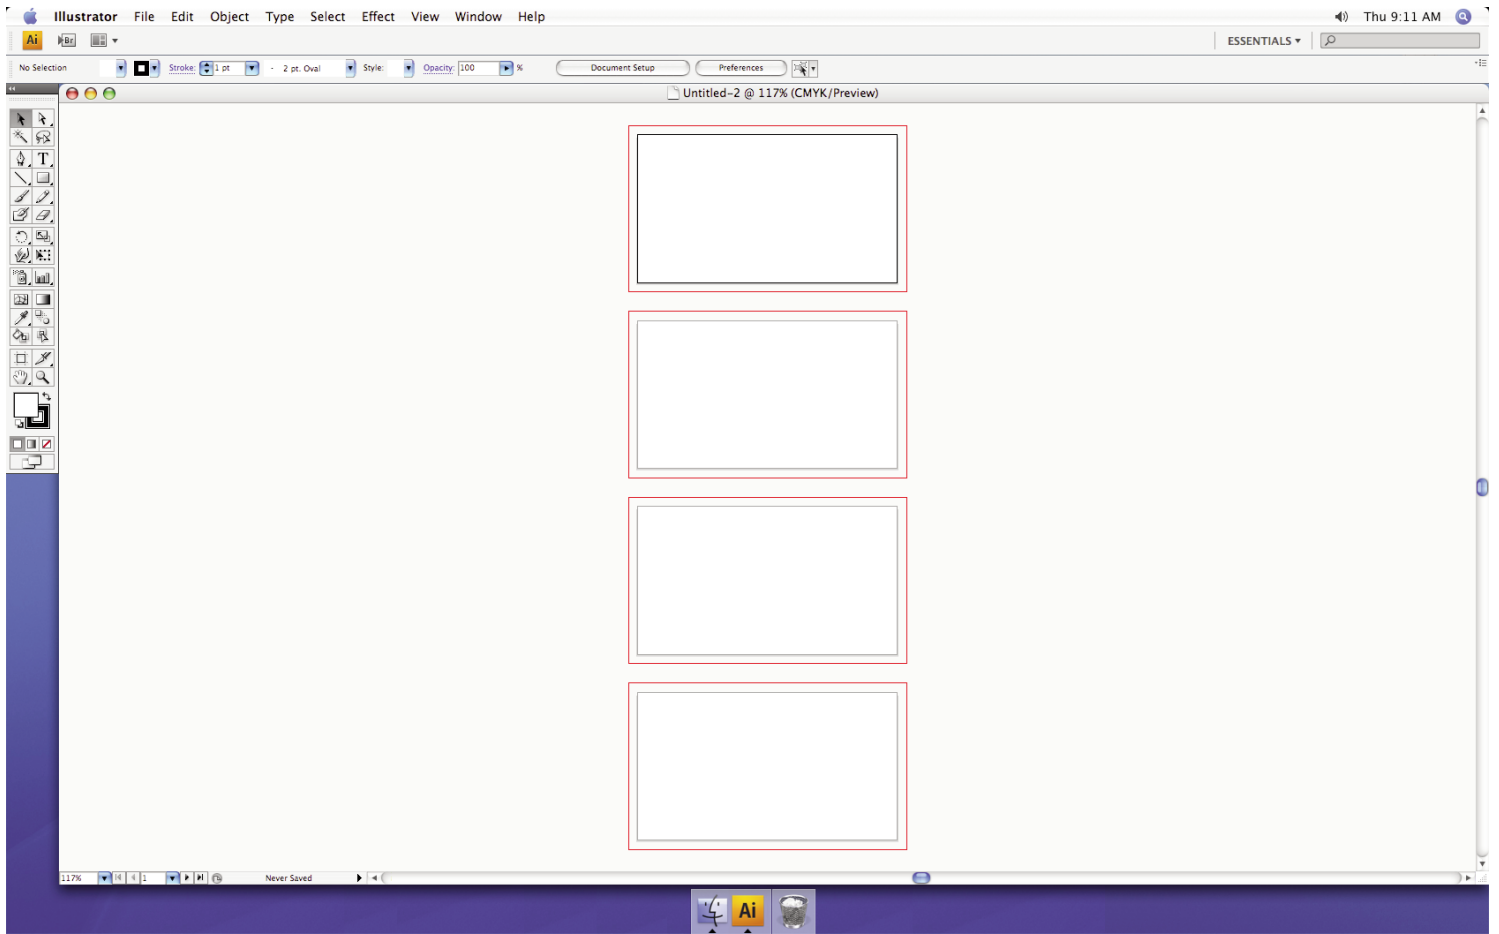 Illustrator File Edit Object Type Select Effect View Window Help Thu 9:11 AM
Ai Br ESSENTIALS
No Selection Stroke: 1 pt - 2 pt. Oval Style: Opacity: 100 % Document Setup Preferences
Untitled-2 @ 117% (CMYK/Preview)
T
117% 1 Never Saved
Ai